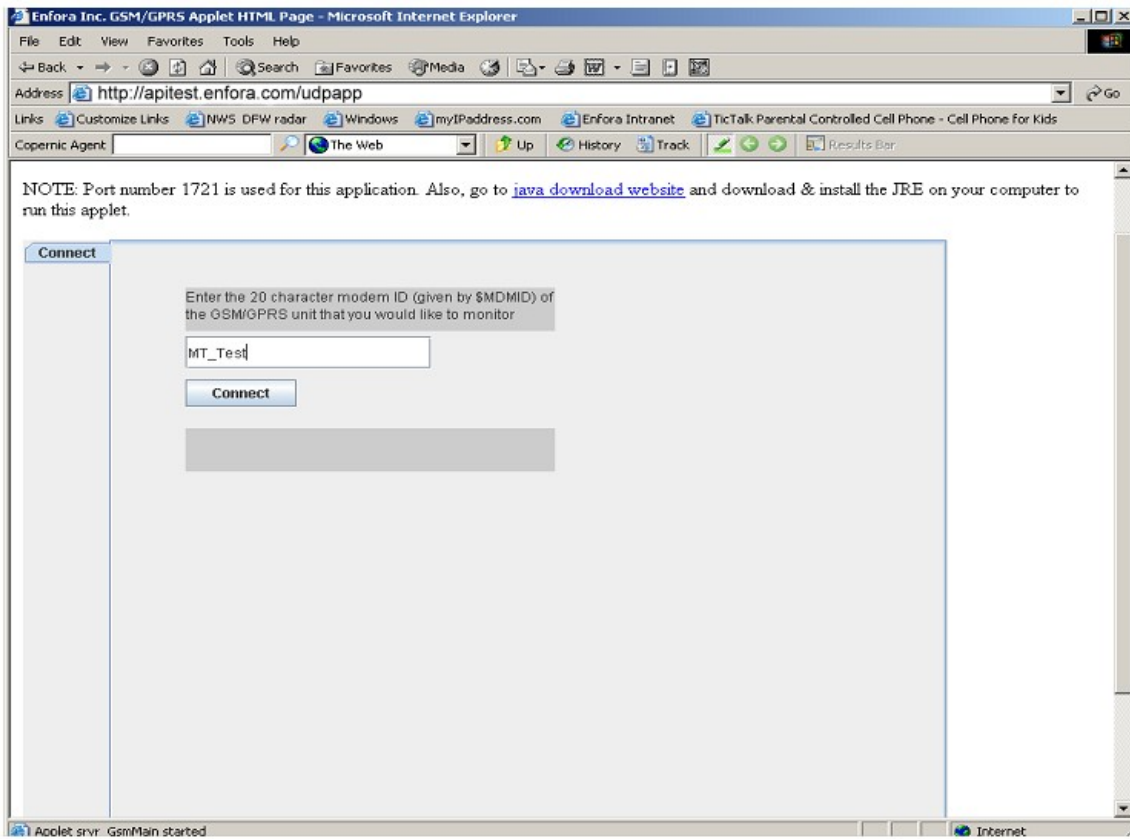 Enfora Inc. GSM/GPRS Applet HTML Page - Microsoft Internet Explorer
File Edit View Favorites Tools Help
Back Search Favorites Media
Address http://apitest.enfora.com/udpapp Go
Links Customize Links NWS DFW radar Windows myIPaddress.com Enfora Intranet TicTalk Parental Controlled Cell Phone - Cell Phone for Kids
Copernic Agent The Web Up History Track Results Bar
NOTE: Port number 1721 is used for this application. Also, go to java download website and download & install the JRE on your computer to
run this applet.
Connect
Enter the 20 character modem ID (given by $MDMID) of
the GSM/GPRS unit that you would like to monitor
MT_Test
Connect
Applet srvr_GsmMain started Internet